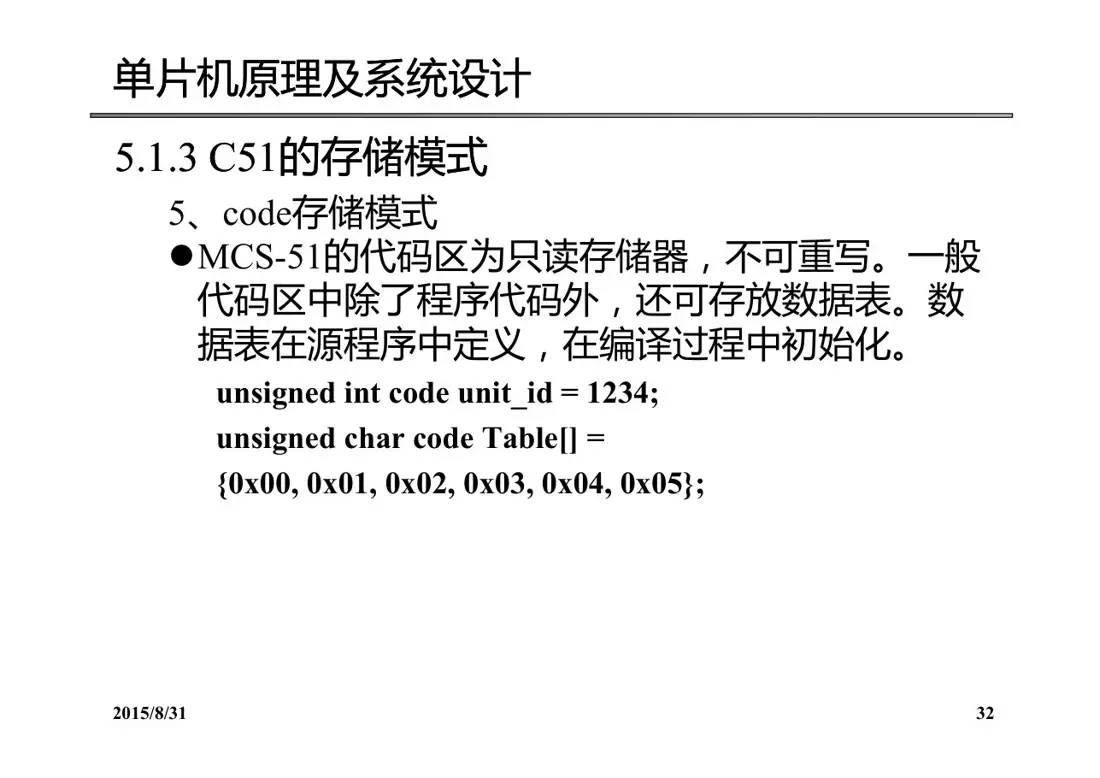 单片机原理及系统设计
5.1.3 C51的存储模式
5、code存储模式
●MCS-51的代码区为只读存储器，不可重写。一般
代码区中除了程序代码外，还可存放数据表。数
据表在源程序中定义，在编译过程中初始化。
unsigned int code unit_id = 1234;
unsigned char code Table[] =
{0x00, 0x01, 0x02, 0x03, 0x04, 0x05};
2015/8/31
32